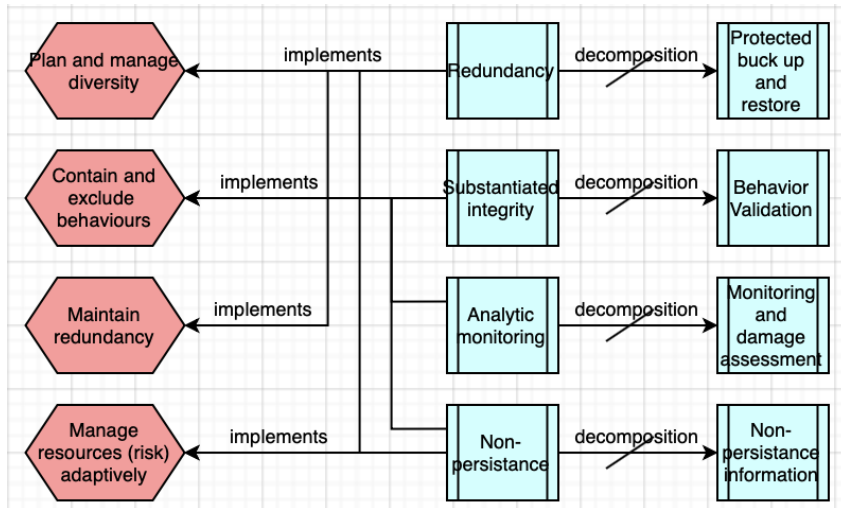 Plan and manage
diversity
implements
Redundancy
decomposition
Protected
buck up
and
restore
Contain and
exclude
behaviours
implements
Substantiated
integrity
decomposition
Behavior
Validation
Maintain
redundancy
implements
Analytic
monitoring
decomposition
Monitoring
and
damage
assessment
Manage
resources (risk)
adaptively
implements
Non-
persistance
decomposition
Non-
persistance
information